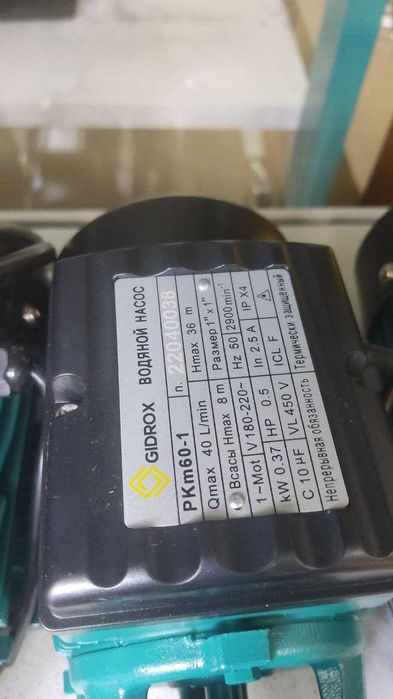 GIDROX ВОДЯНОЙ НАСОС
PKm60-1 n. 22040038
Qmax 40 L/min Hmax 36 m
Всасы Hmax 8 m Размер 1" x 1"
1~Mot V180-220~ Hz 50 2900min⁻¹
kW 0.37 HP 0.5 In 2.5 A IP X4
C 10 µF VL 450 V ICL F
Непрерывная обязанность Термически защищенный